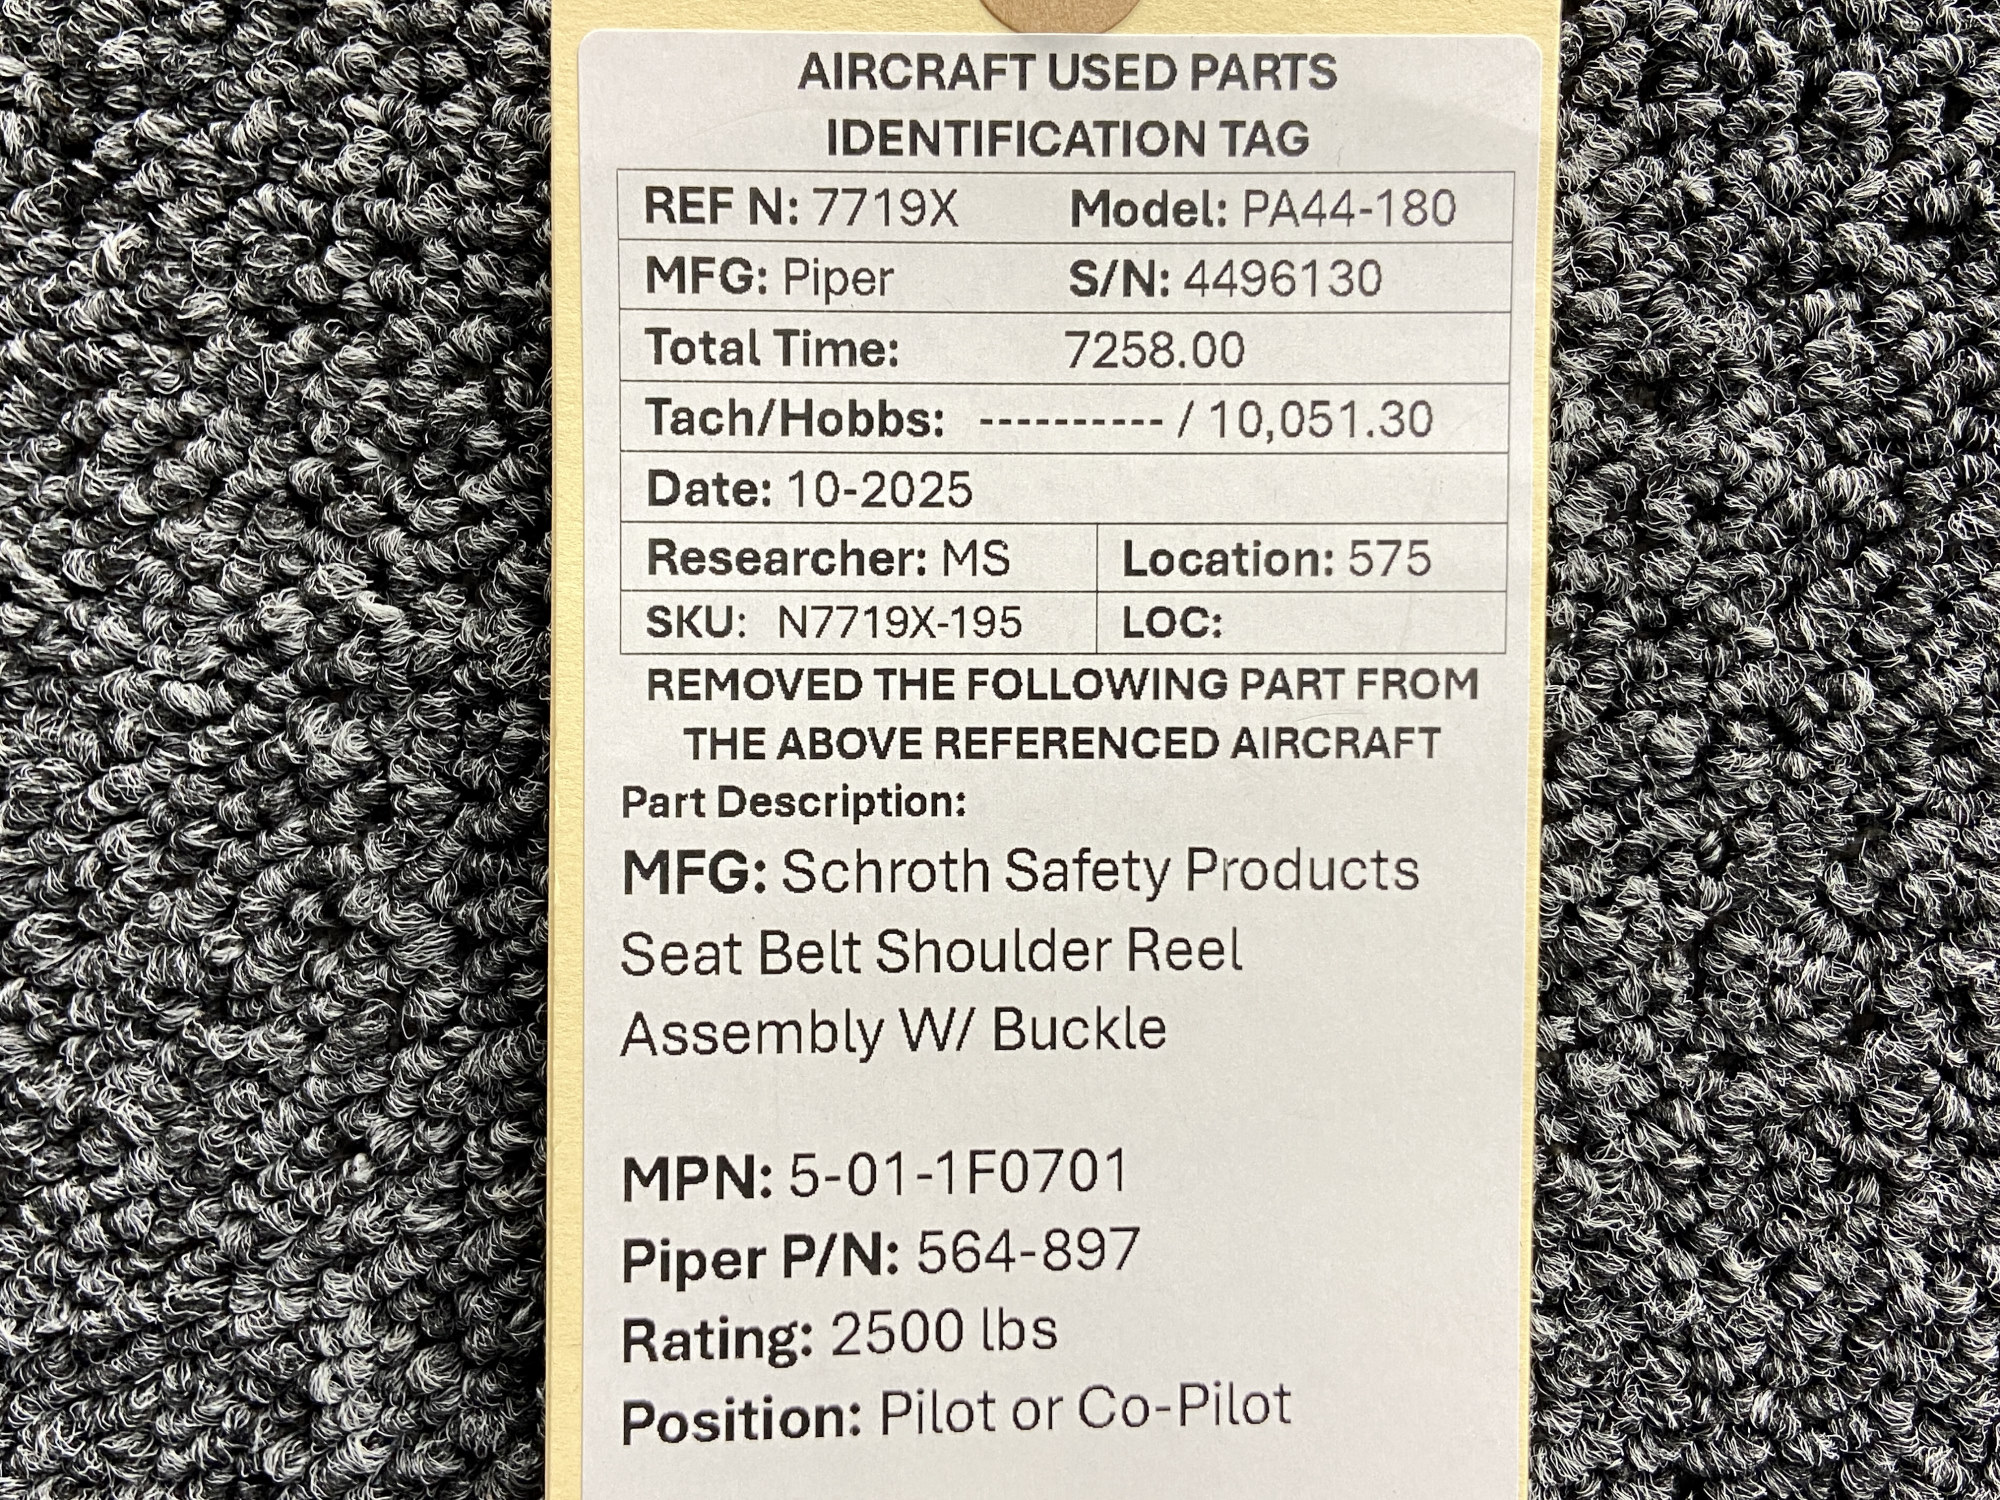 AIRCRAFT USED PARTS
IDENTIFICATION TAG
REF N: 7719X Model: PA44-180
MFG: Piper S/N: 4496130
Total Time: 7258.00
Tach/Hobbs: ---------- / 10,051.30
Date: 10-2025
Researcher: MS Location: 575
SKU: N7719X-195 LOC:
REMOVED THE FOLLOWING PART FROM
THE ABOVE REFERENCED AIRCRAFT
Part Description:
MFG: Schroth Safety Products
Seat Belt Shoulder Reel
Assembly W/ Buckle
MPN: 5-01-1F0701
Piper P/N: 564-897
Rating: 2500 lbs
Position: Pilot or Co-Pilot